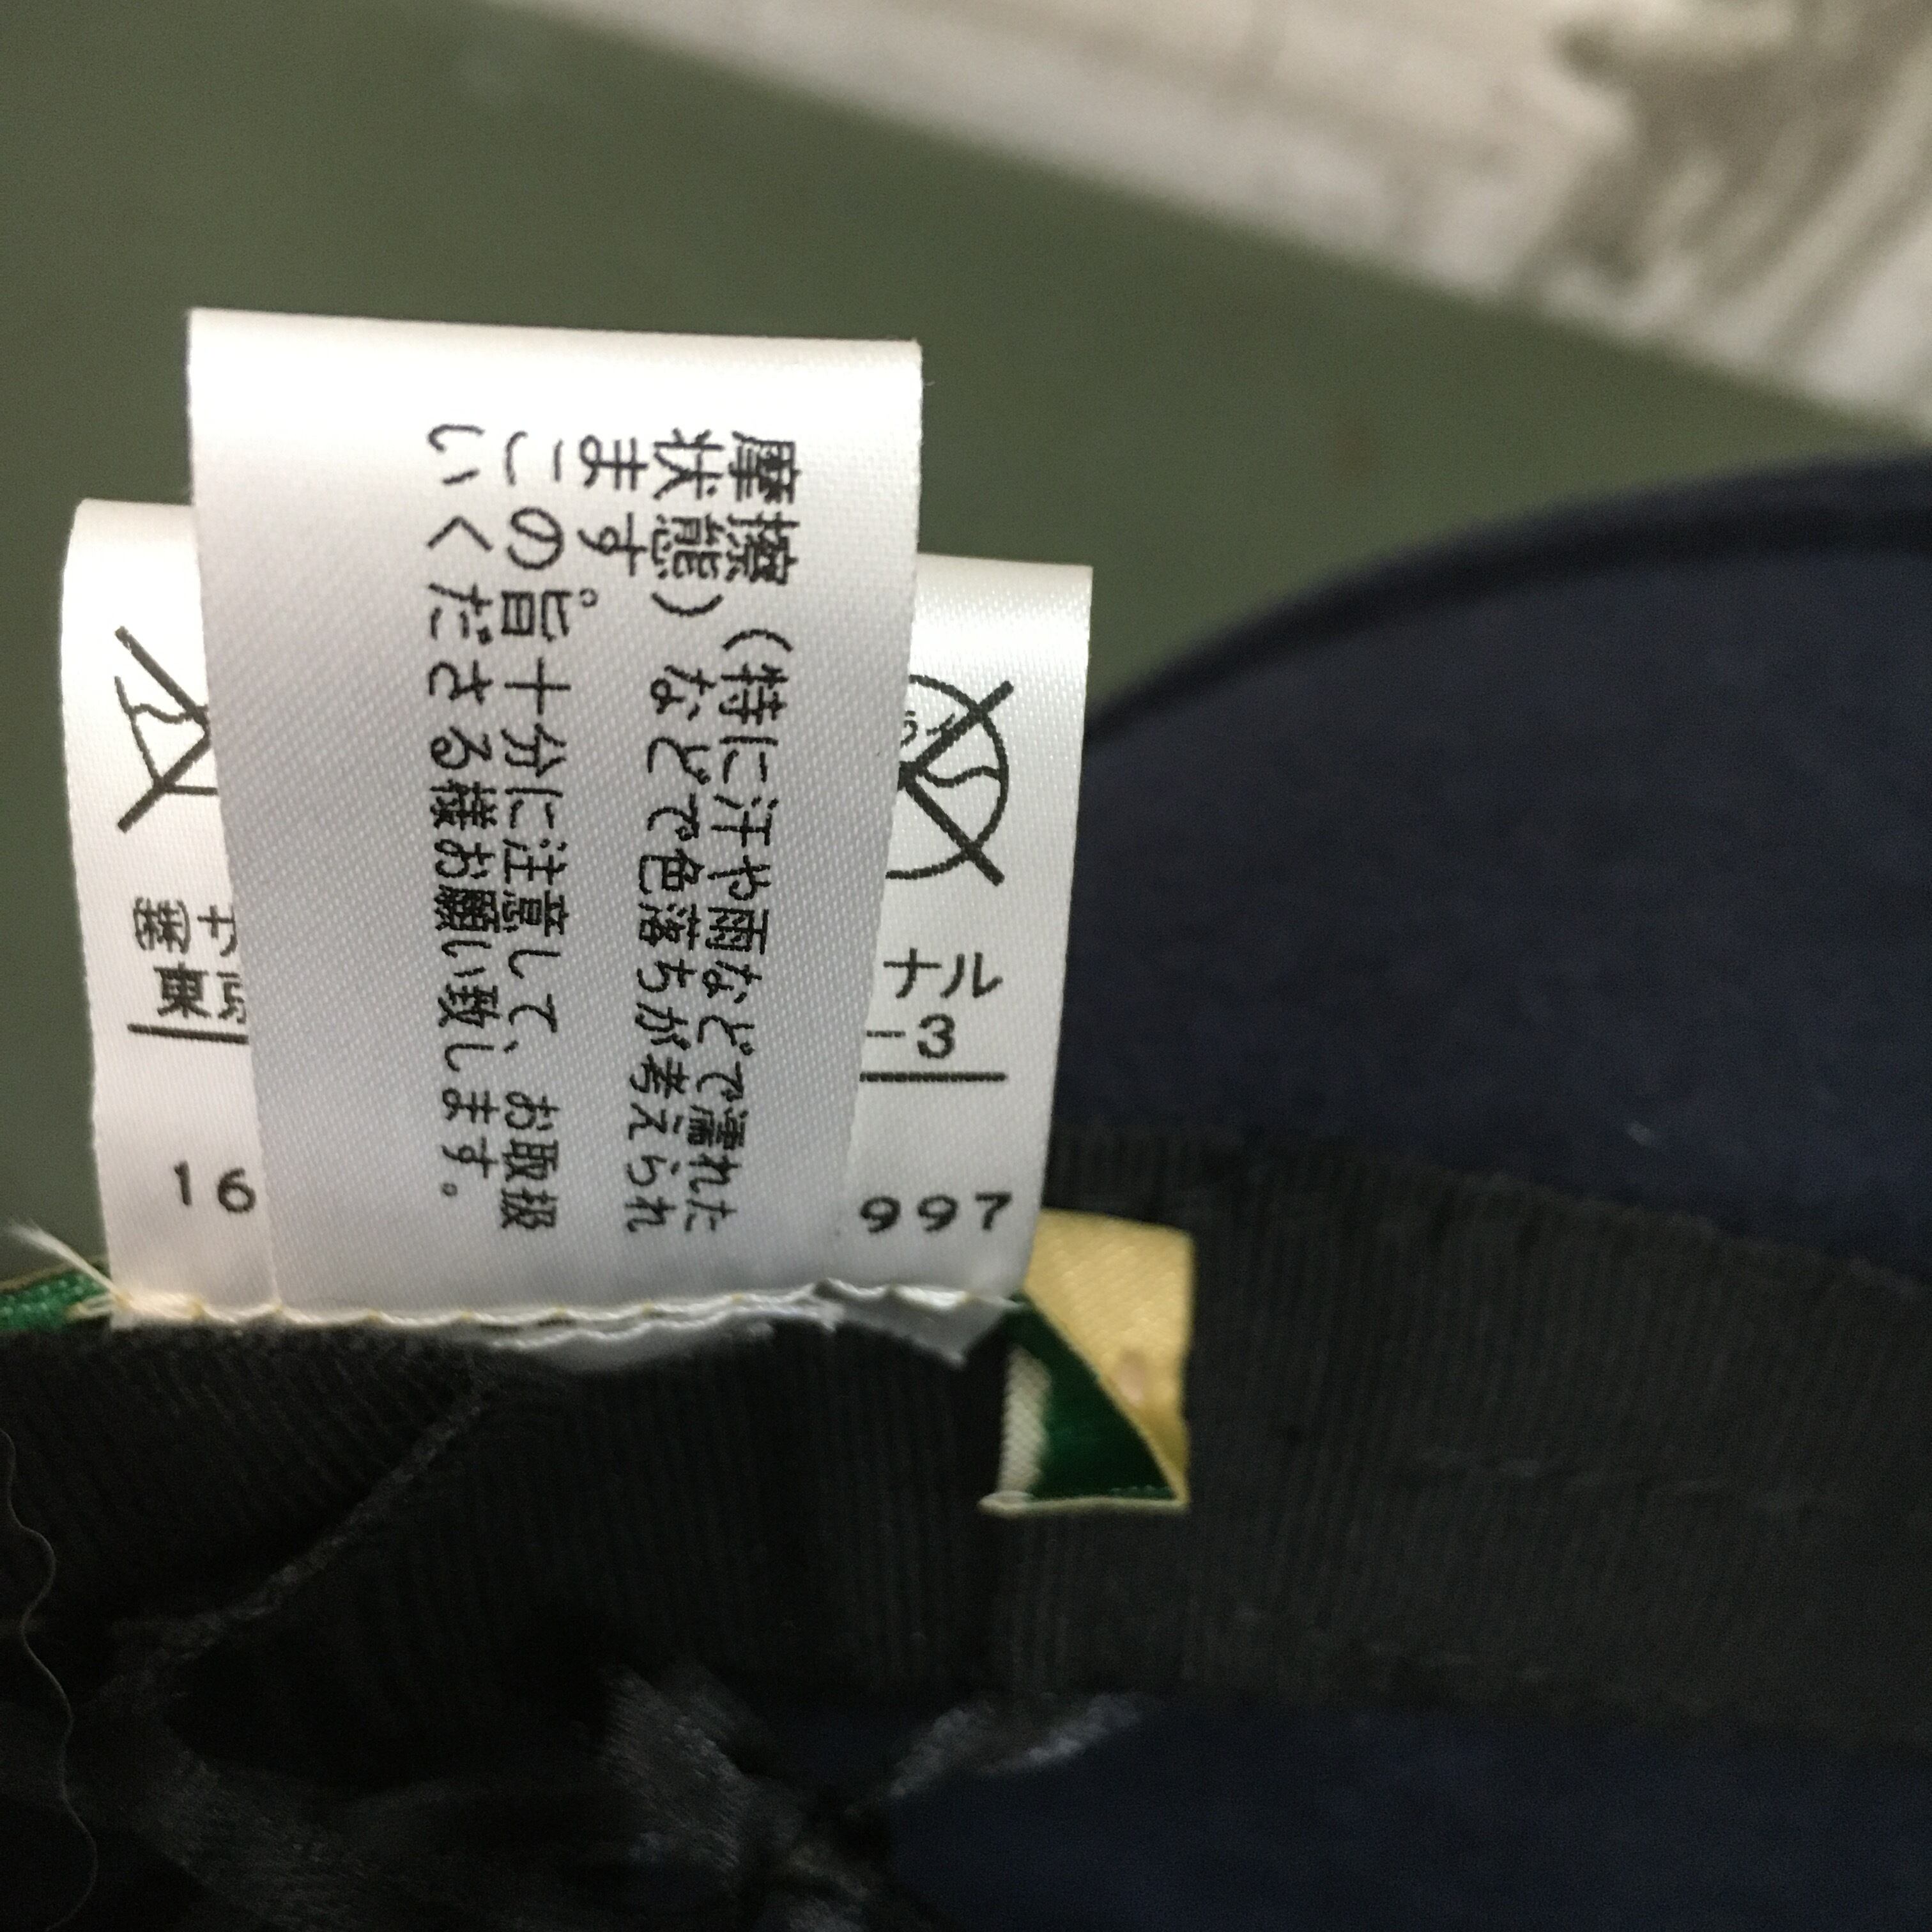 摩擦（特に汗や雨などで濡れた
状態）などで色落ちが考えられ
ます。
この旨十分に注意して、お取扱
いくださる様お願い致します。
㈱サ ナル
東京 -3
16 997